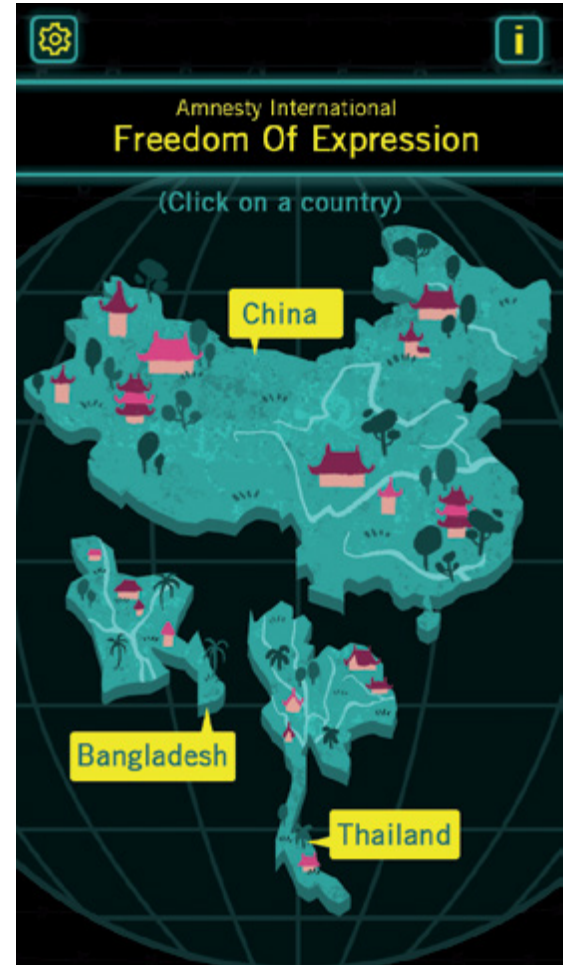 i
Amnesty International
Freedom Of Expression
(Click on a country)
China
Bangladesh
Thailand